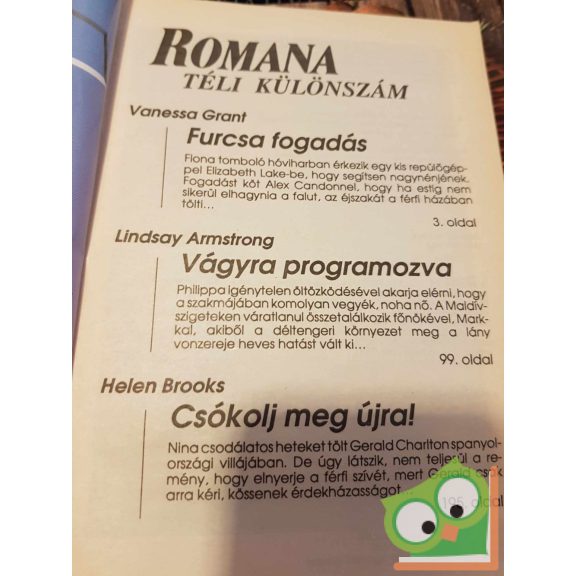 ROMANA
TÉLI KÜLÖNSZÁM
Vanessa Grant
Furcsa fogadás
Fiona tomboló hóviharban érkezik egy kis repülőgép-
pel Elizabeth Lake-be, hogy segítsen nagynénjének.
Fogadást köt Alex Candonnel, hogy ha estig nem
sikerül elhagynia a falut, az éjszakát a férfi házában
tölti...
3. oldal
Lindsay Armstrong
Vágyra programozva
Philippa igénytelen öltözködésével akarja elérni, hogy
a szakmájában komolyan vegyék, noha nő. A Maldív-
szigeteken váratlanul összetalálkozik főnökével, Mark-
kal, akiből a déltengeri környezet meg a lány
vonzereje heves hatást vált ki...
99. oldal
Helen Brooks
Csókolj meg újra!
Nina csodálatos heteket tölt Gerald Charlton spanyol-
országi villájában. De úgy látszik, nem teljesül a re-
mény, hogy elnyerje a férfi szívét, mert Gerald csak
arra kéri, kössenek érdekházasságot...
195. oldal